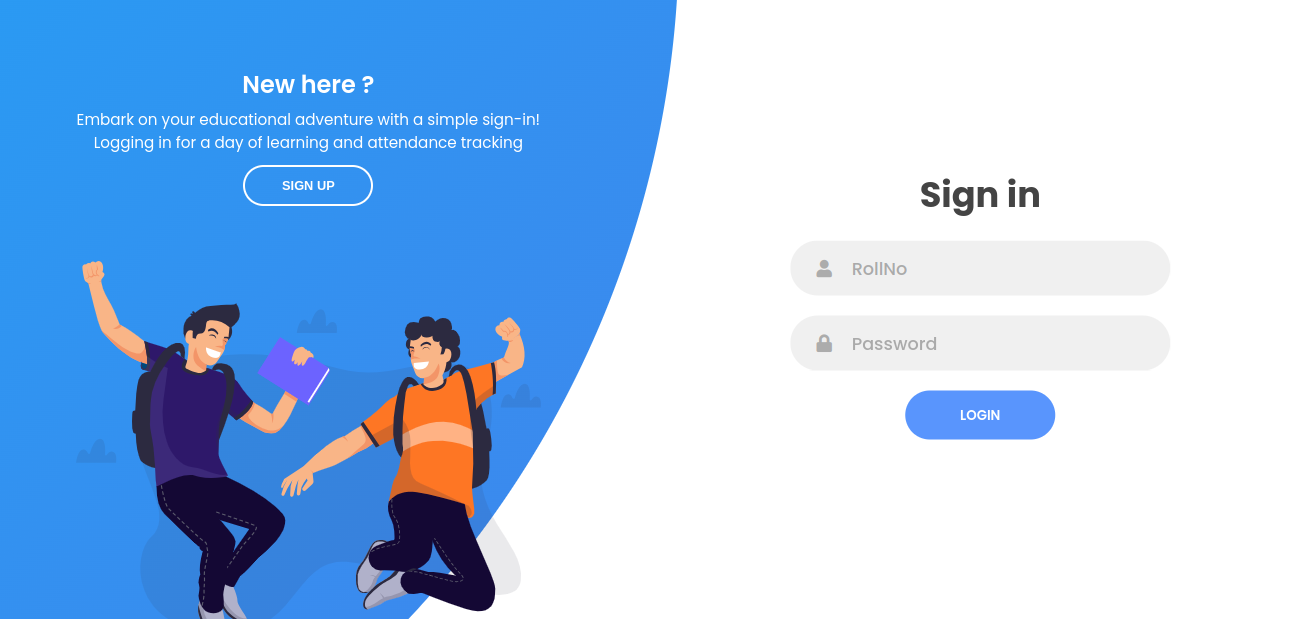 New here ?
Embark on your educational adventure with a simple sign-in!
Logging in for a day of learning and attendance tracking
SIGN UP
Sign in
RollNo
Password
LOGIN